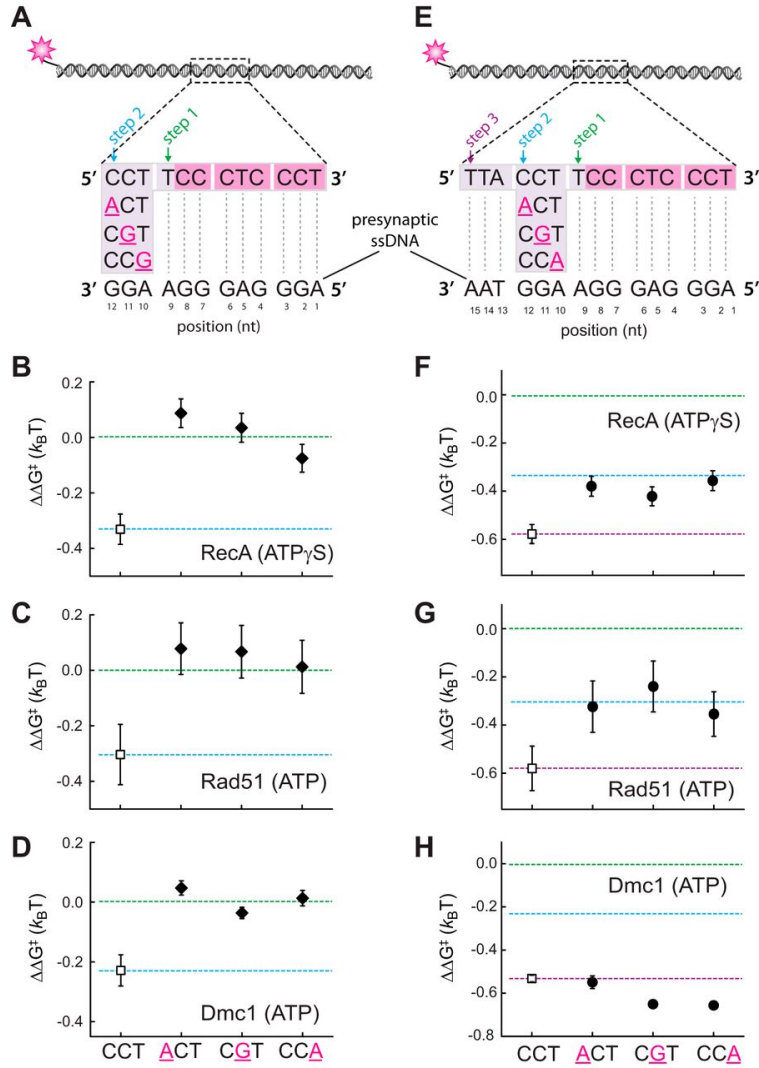 A
step 2
step 1
5′ CCT TCC CTC CCT 3′
ACT
CGT
CCG
3′ GGA AGG GAG GGA 5′
12 11 10 9 8 7 6 5 4 3 2 1
position (nt)
presynaptic
ssDNA
E
step 3
step 2
step 1
5′ TTA CCT TCC CTC CCT 3′
ACT
CGT
CCA
3′ AAT GGA AGG GAG GGA 5′
15 14 13 12 11 10 9 8 7 6 5 4 3 2 1
position (nt)
B
ΔΔG‡ (kBT)
0.2
0.0
-0.2
-0.4
RecA (ATPγS)
C
ΔΔG‡ (kBT)
0.2
0.0
-0.2
-0.4
Rad51 (ATP)
D
ΔΔG‡ (kBT)
0.2
0.0
-0.2
-0.4
Dmc1 (ATP)
CCT ACT CGT CCA
F
ΔΔG‡ (kBT)
0.0
-0.2
-0.4
-0.6
RecA (ATPγS)
G
ΔΔG‡ (kBT)
0.0
-0.2
-0.4
-0.6
Rad51 (ATP)
H
ΔΔG‡ (kBT)
0.0
-0.2
-0.4
-0.6
-0.8
Dmc1 (ATP)
CCT ACT CGT CCA